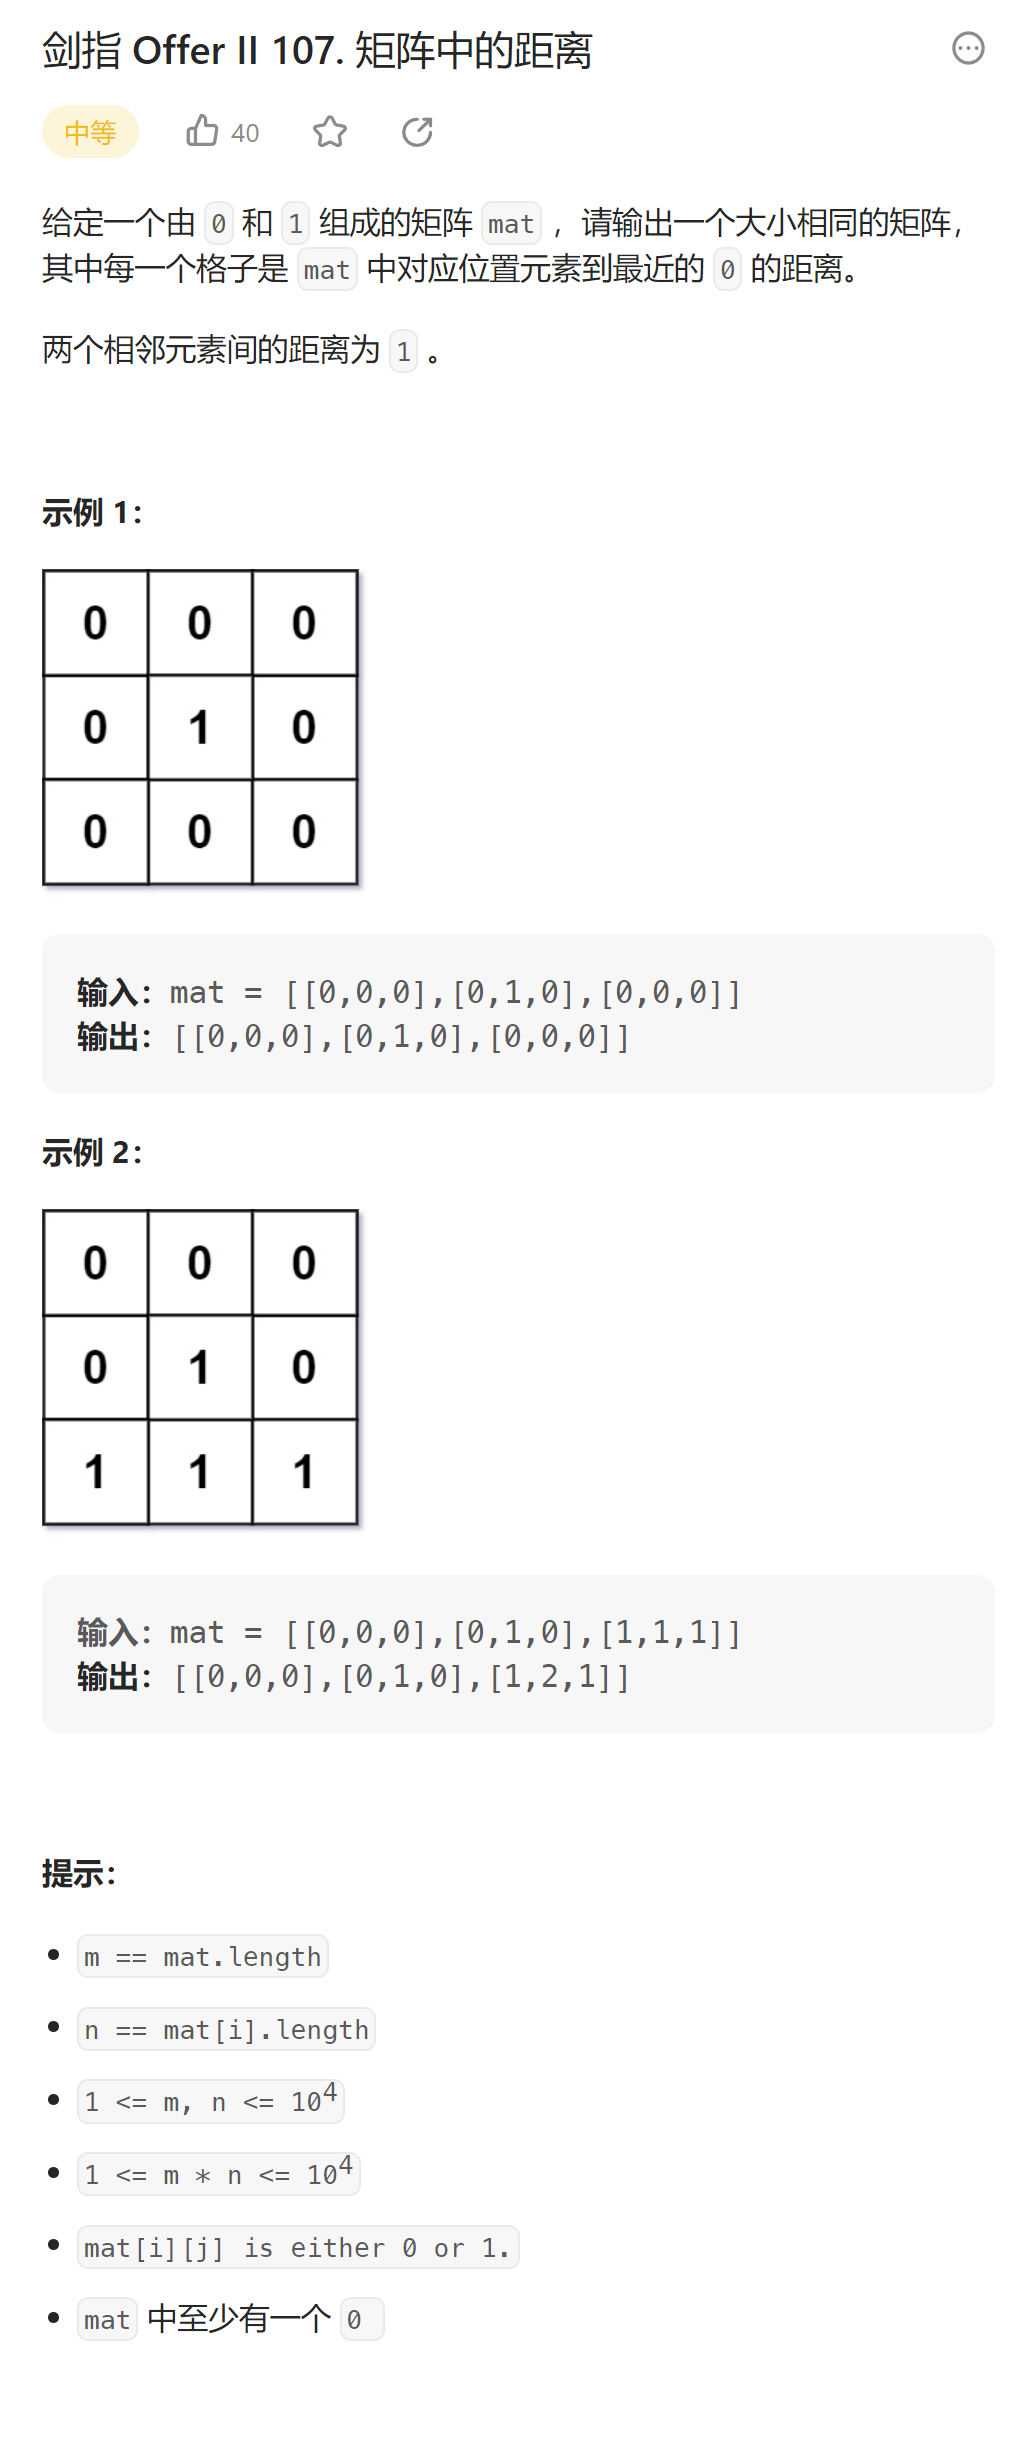 剑指 Offer II 107. 矩阵中的距离
中等 40
给定一个由 0 和 1 组成的矩阵 mat ，请输出一个大小相同的矩阵，
其中每一个格子是 mat 中对应位置元素到最近的 0 的距离。
两个相邻元素间的距离为 1 。
示例 1：
0 0 0
0 1 0
0 0 0
输入：mat = [[0,0,0],[0,1,0],[0,0,0]]
输出：[[0,0,0],[0,1,0],[0,0,0]]
示例 2：
0 0 0
0 1 0
1 1 1
输入：mat = [[0,0,0],[0,1,0],[1,1,1]]
输出：[[0,0,0],[0,1,0],[1,2,1]]
提示：
• m == mat.length
• n == mat[i].length
• 1 <= m, n <= 10⁴
• 1 <= m * n <= 10⁴
• mat[i][j] is either 0 or 1.
• mat 中至少有一个 0